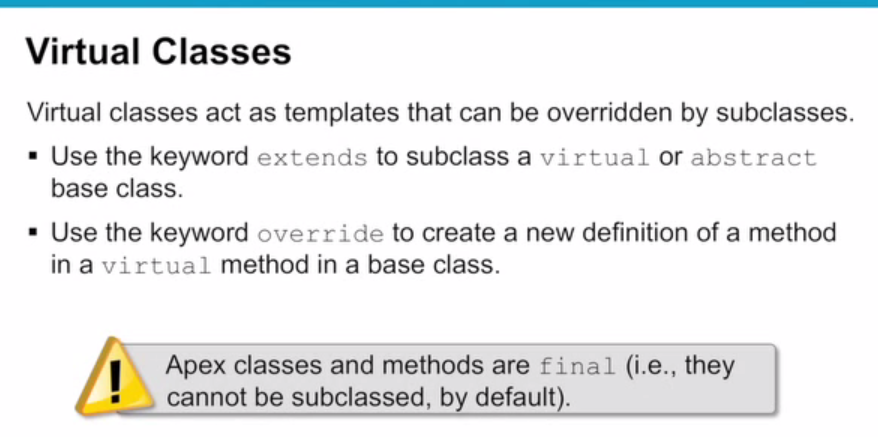 Virtual Classes
Virtual classes act as templates that can be overridden by subclasses.
▪ Use the keyword extends to subclass a virtual or abstract
base class.
▪ Use the keyword override to create a new definition of a method
in a virtual method in a base class.
Apex classes and methods are final (i.e., they
cannot be subclassed, by default).